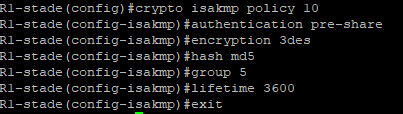 R1-stade(config)#crypto isakmp policy 10
R1-stade(config-isakmp)#authentication pre-share
R1-stade(config-isakmp)#encryption 3des
R1-stade(config-isakmp)#hash md5
R1-stade(config-isakmp)#group 5
R1-stade(config-isakmp)#lifetime 3600
R1-stade(config-isakmp)#exit